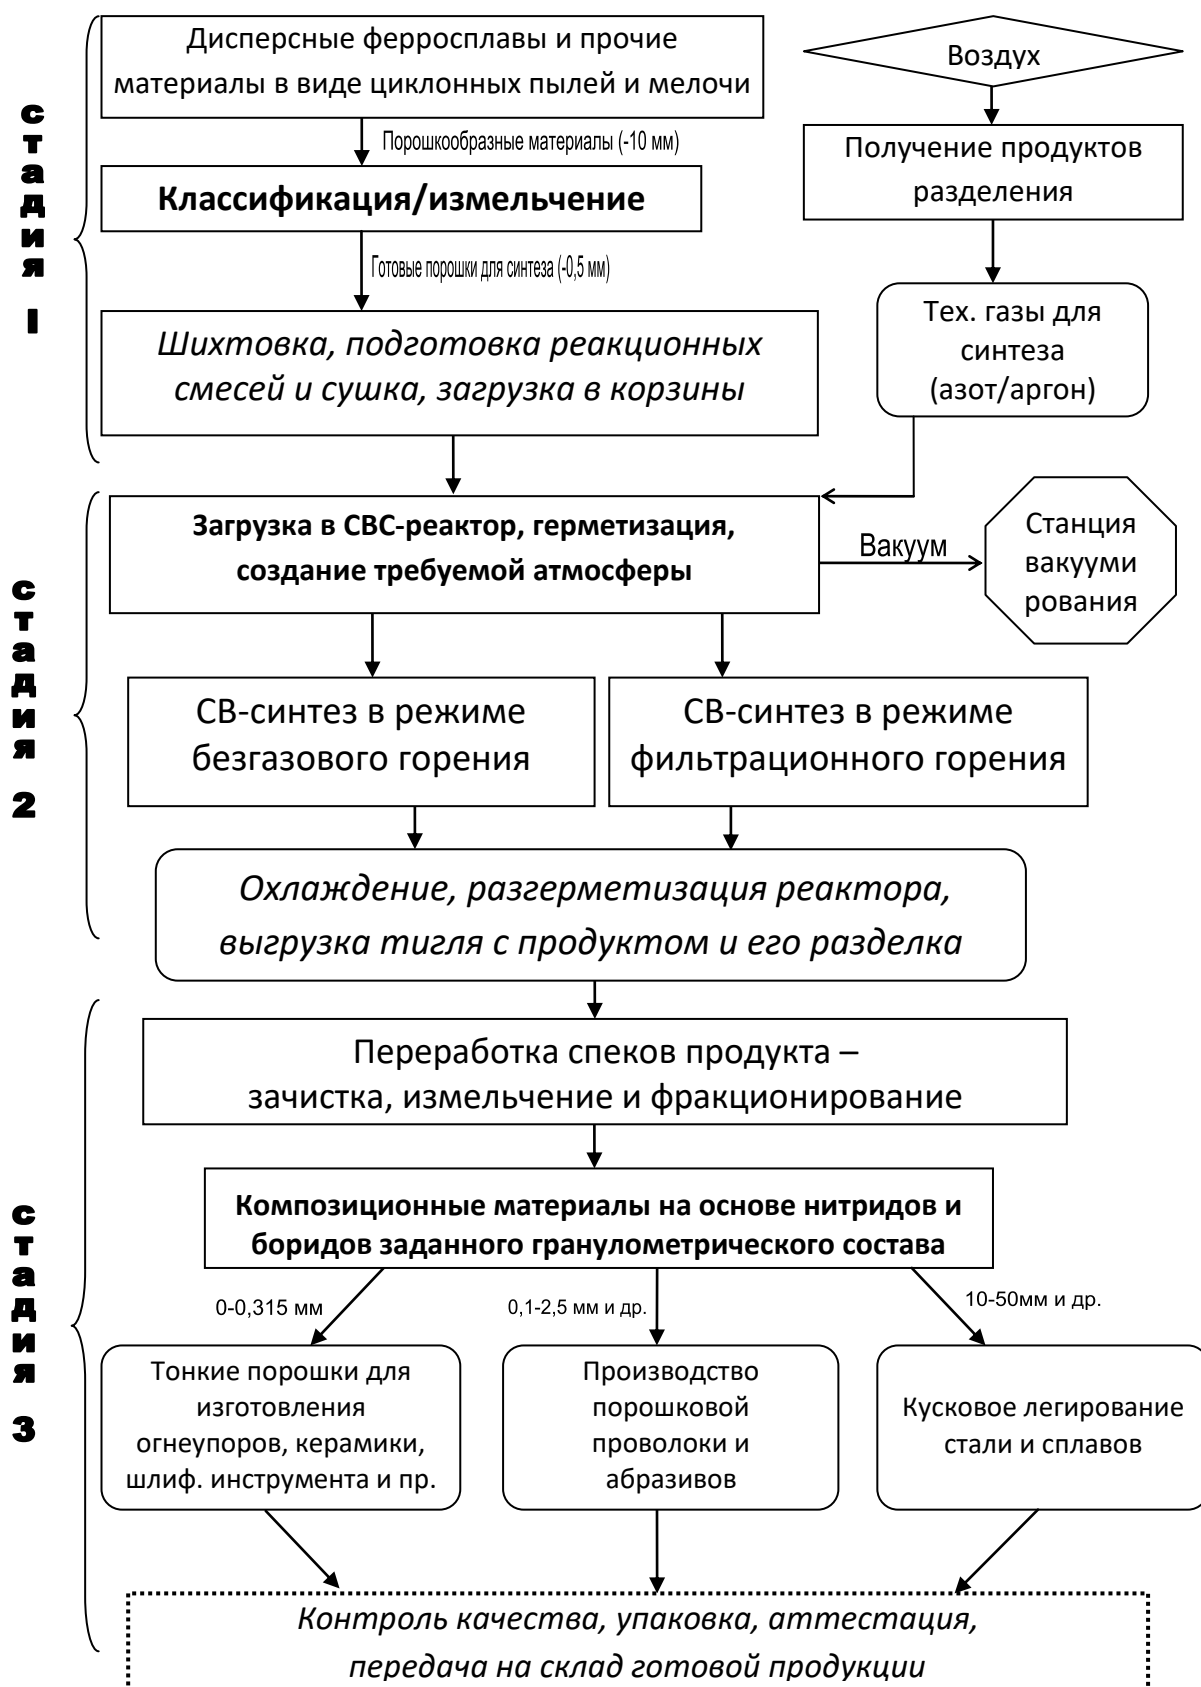 Дисперсные ферросплавы и прочие
материалы в виде циклонных пылей и мелочи
Воздух
Порошкообразные материалы (-10 мм)
Получение продуктов
разделения
Классификация/измельчение
Готовые порошки для синтеза (-0,5 мм)
Тех. газы для
синтеза
(азот/аргон)
Шихтовка, подготовка реакционных
смесей и сушка, загрузка в корзины
стадия 1
Загрузка в СВС-реактор, герметизация,
создание требуемой атмосферы
Вакуум
Станция
вакууми
рования
СВ-синтез в режиме
безгазового горения
СВ-синтез в режиме
фильтрационного горения
Охлаждение, разгерметизация реактора,
выгрузка тигля с продуктом и его разделка
стадия 2
Переработка спеков продукта –
зачистка, измельчение и фракционирование
Композиционные материалы на основе нитридов и
боридов заданного гранулометрического состава
0-0,315 мм
0,1-2,5 мм и др.
10-50мм и др.
Тонкие порошки для
изготовления
огнеупоров, керамики,
шлиф. инструмента и пр.
Производство
порошковой
проволоки и
абразивов
Кусковое легирование
стали и сплавов
стадия 3
Контроль качества, упаковка, аттестация,
передача на склад готовой продукции